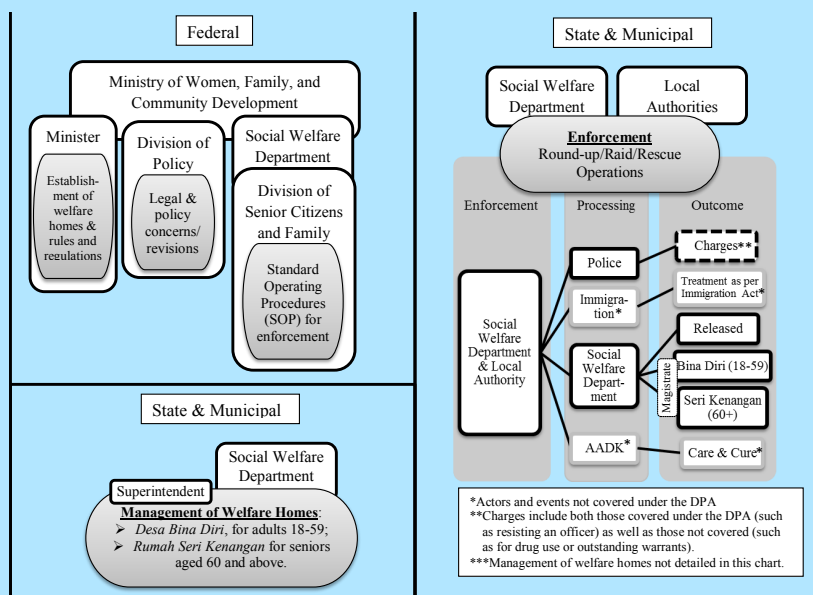 Federal
Ministry of Women, Family, and
Community Development
Minister
Establish-
ment of
welfare
homes &
rules and
regulations
Division of
Policy
Legal &
policy
concerns/
revisions
Social Welfare
Department
Division of
Senior Citizens
and Family
Standard
Operating
Procedures
(SOP) for
enforcement
State & Municipal
Social Welfare
Department
Superintendent
Management of Welfare Homes:
➢ Desa Bina Diri, for adults 18-59;
➢ Rumah Seri Kenangan for seniors
aged 60 and above.
State & Municipal
Social Welfare
Department
Local
Authorities
Enforcement
Round-up/Raid/Rescue
Operations
Enforcement
Processing
Outcome
Social
Welfare
Department
& Local
Authority
Police
Immigra-
tion*
Social
Welfare
Depart-
ment
AADK*
Charges**
Treatment as per
Immigration Act*
Released
Magistrate
Bina Diri (18-59)
Seri Kenangan
(60+)
Care & Cure*
*Actors and events not covered under the DPA
**Charges include both those covered under the DPA (such
as resisting an officer) as well as those not covered (such
as for drug use or outstanding warrants).
***Management of welfare homes not detailed in this chart.